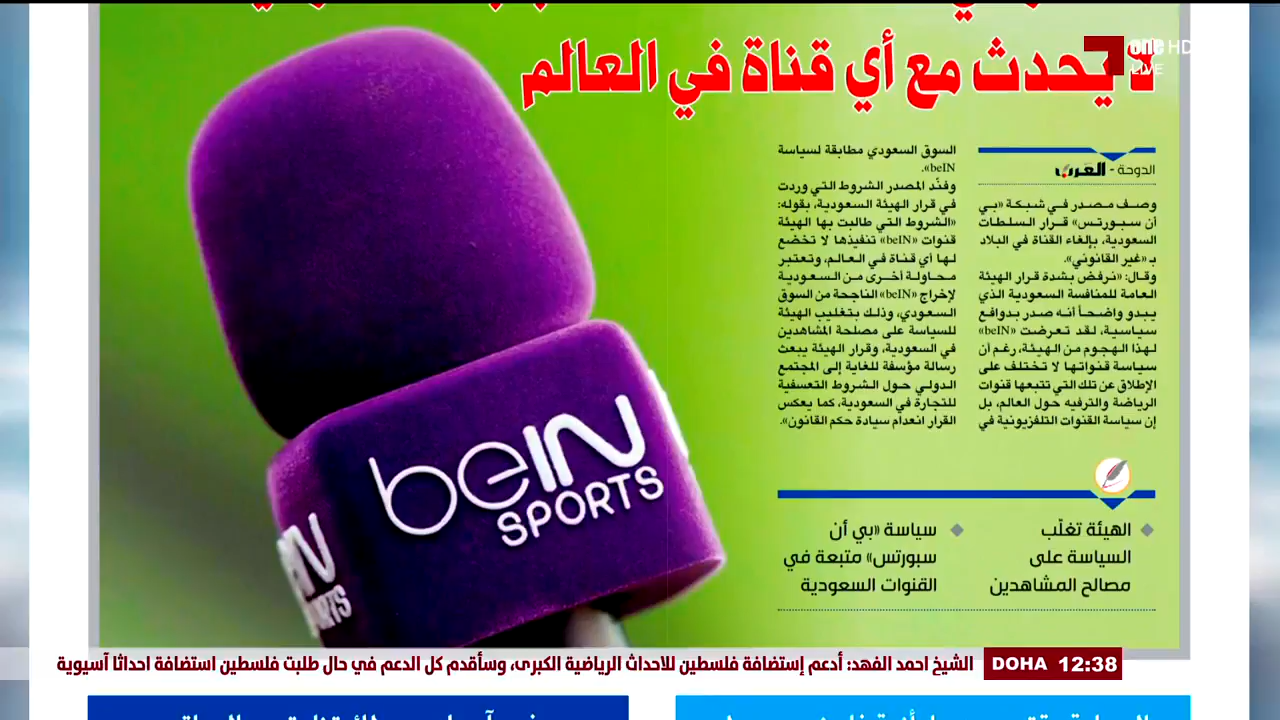 لا يحدث مع أي قناة في العالم
one HD
LIVE
الدوحة - العرب
وصف مصدر في شبكة «بي
أن سبورتس» قرار السلطات
السعودية، بإلغاء القناة في البلاد
بـ «غير القانوني».
وقال: «نرفض بشدة قرار الهيئة
العامة للمنافسة السعودية الذي
يبدو واضحاً أنه صدر بدوافع
سياسية، لقد تعرضت «beIN»
لهذا الهجوم من الهيئة، رغم أن
سياسة قنواتها لا تختلف على
الإطلاق عن تلك التي تتبعها قنوات
الرياضة والترفيه حول العالم، بل
إن سياسة القنوات التلفزيونية في
السوق السعودي مطابقة لسياسة
beIN».
وفنّد المصدر الشروط التي وردت
في قرار الهيئة السعودية، بقوله:
«الشروط التي طالبت بها الهيئة
قنوات «beIN» تنفيذها لا تخضع
لها أي قناة في العالم، وتعتبر
محاولة أخرى من السعودية
لإخراج «beIN» الناجحة من السوق
السعودي، وذلك بتغليب الهيئة
للسياسة على مصلحة المشاهدين
في السعودية، وقرار الهيئة يبعث
رسالة مؤسفة للغاية إلى المجتمع
الدولي حول الشروط التعسفية
للتجارة في السعودية، كما يعكس
القرار انعدام سيادة حكم القانون».
الهيئة تغلّب
السياسة على
مصالح المشاهدين
سياسة «بي أن
سبورتس» متبعة في
القنوات السعودية
beIN
SPORTS
IN
PORTS
DOHA 12:38
الشيخ احمد الفهد: أدعم إستضافة فلسطين للاحداث الرياضية الكبرى، وسأقدم كل الدعم في حال طلبت فلسطين استضافة احداثا آسيوية